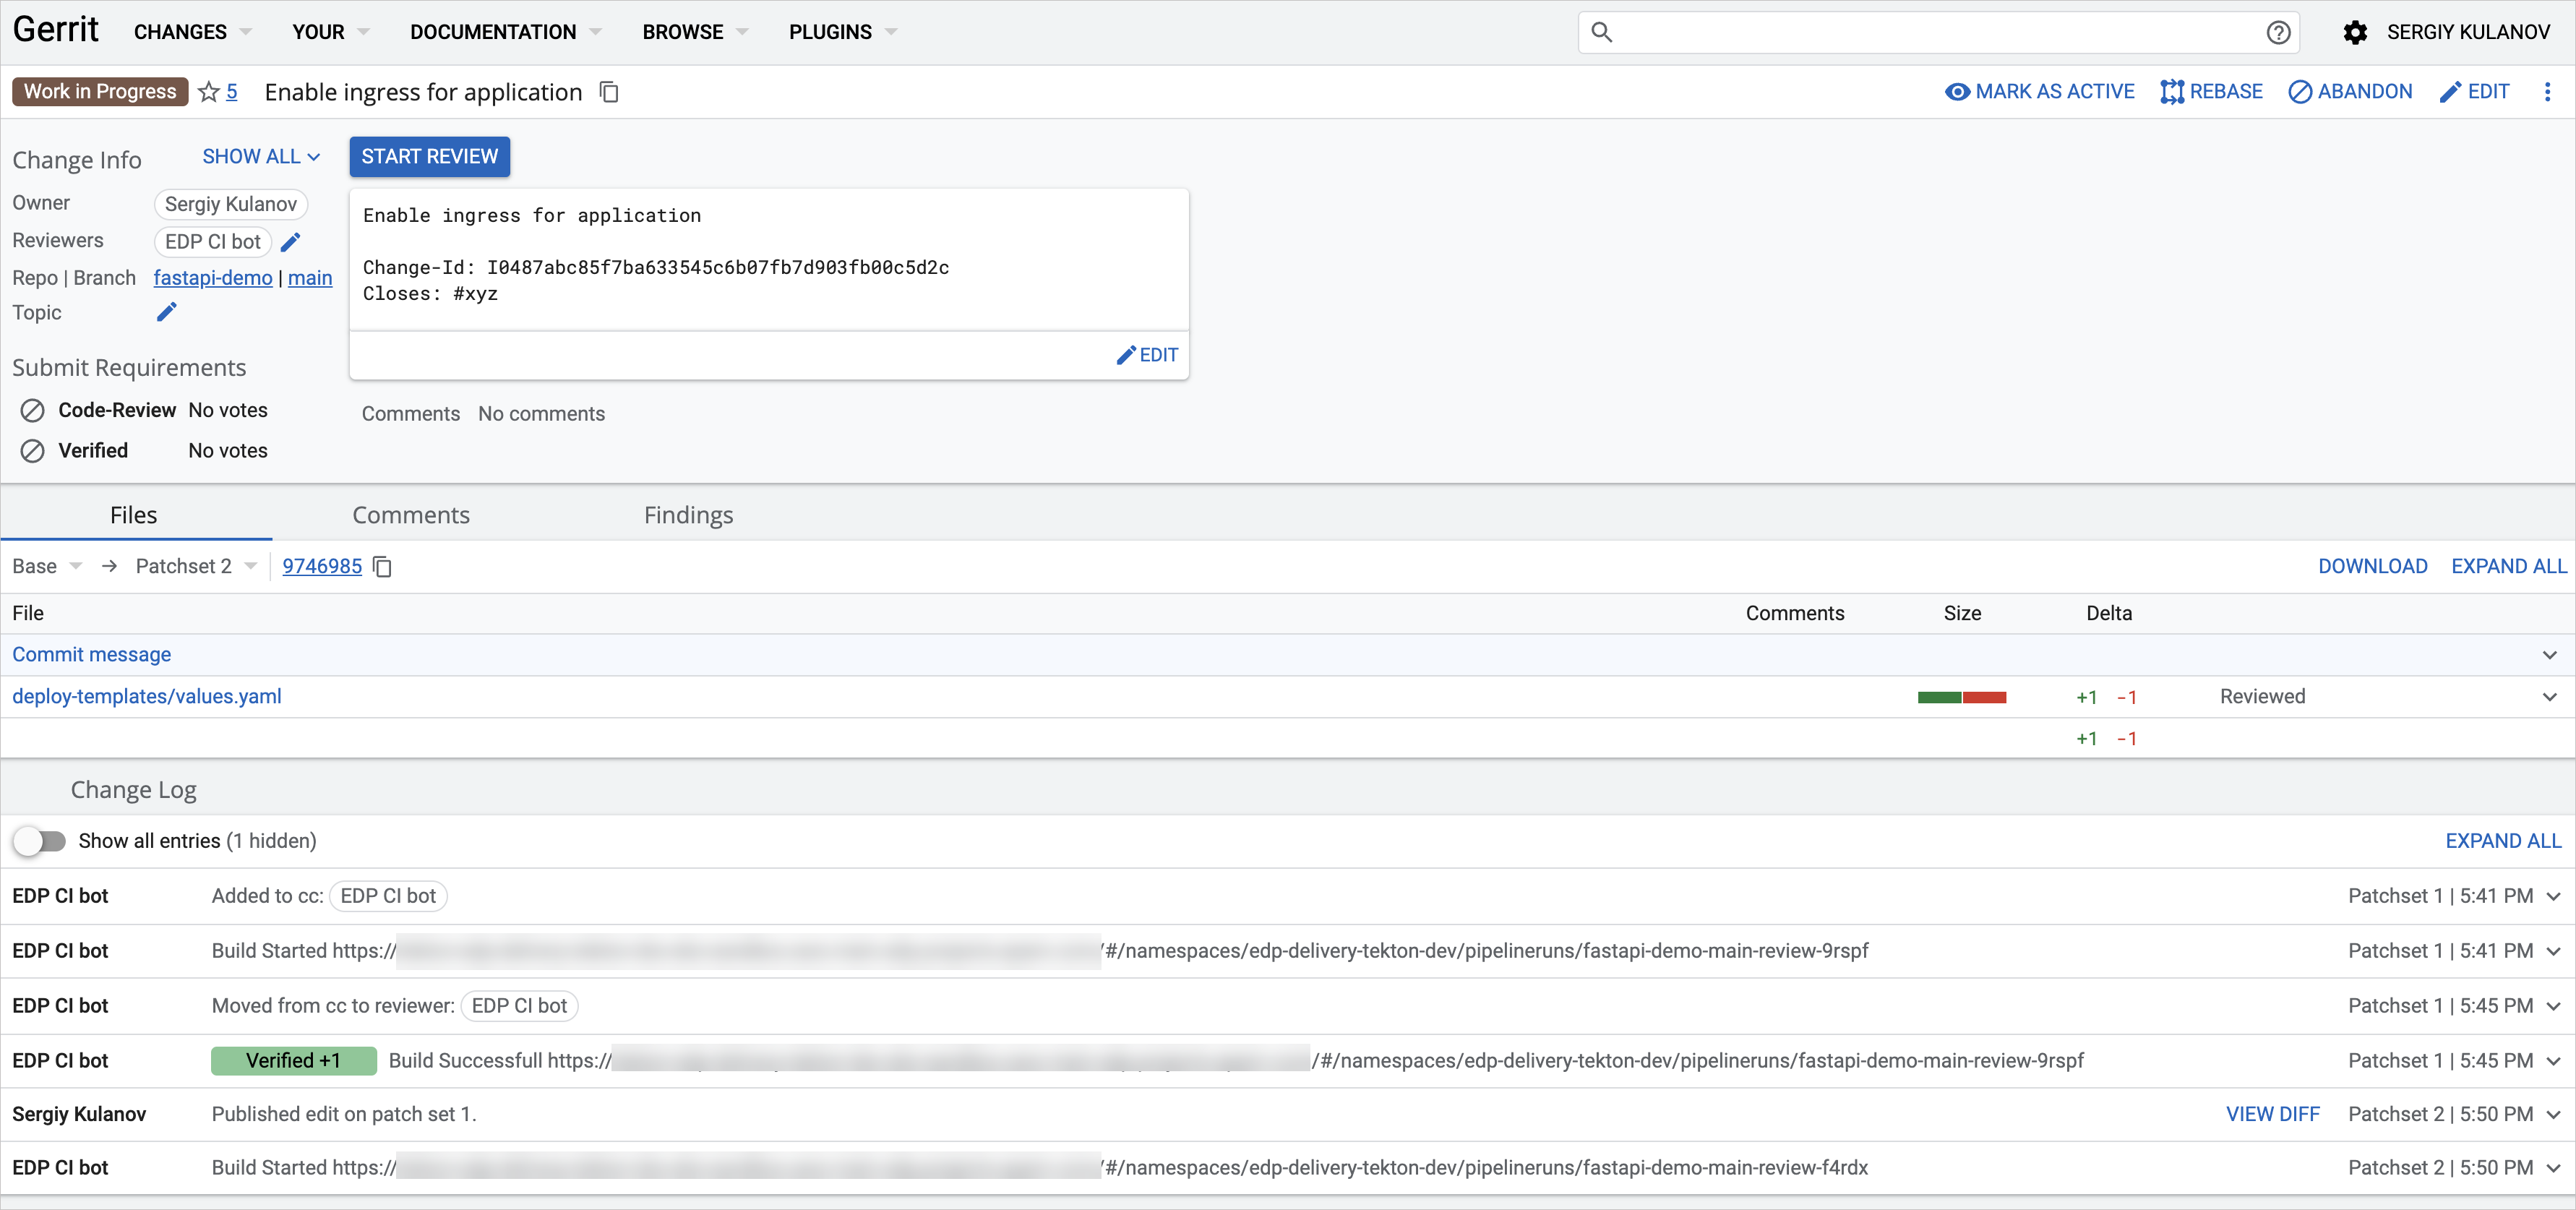 Gerrit CHANGES YOUR DOCUMENTATION BROWSE PLUGINS SERGIY KULANOV
Work in Progress 5 Enable ingress for application MARK AS ACTIVE REBASE ABANDON EDIT
Change Info SHOW ALL START REVIEW
Owner Sergiy Kulanov
Reviewers EDP CI bot
Repo | Branch fastapi-demo | main
Topic
Enable ingress for application
Change-Id: I0487abc85f7ba633545c6b07fb7d903fb00c5d2c
Closes: #xyz
EDIT
Submit Requirements
Code-Review No votes
Verified No votes
Comments No comments
Files Comments Findings
Base → Patchset 2 9746985 DOWNLOAD EXPAND ALL
File Comments Size Delta
Commit message
deploy-templates/values.yaml +1 −1 Reviewed
+1 −1
Change Log
Show all entries (1 hidden) EXPAND ALL
EDP CI bot Added to cc: EDP CI bot Patchset 1 | 5:41 PM
EDP CI bot Build Started https:// /#/namespaces/edp-delivery-tekton-dev/pipelineruns/fastapi-demo-main-review-9rspf Patchset 1 | 5:41 PM
EDP CI bot Moved from cc to reviewer: EDP CI bot Patchset 1 | 5:45 PM
EDP CI bot Verified +1 Build Successfull https:// /#/namespaces/edp-delivery-tekton-dev/pipelineruns/fastapi-demo-main-review-9rspf Patchset 1 | 5:45 PM
Sergiy Kulanov Published edit on patch set 1. VIEW DIFF Patchset 2 | 5:50 PM
EDP CI bot Build Started https:// /#/namespaces/edp-delivery-tekton-dev/pipelineruns/fastapi-demo-main-review-f4rdx Patchset 2 | 5:50 PM